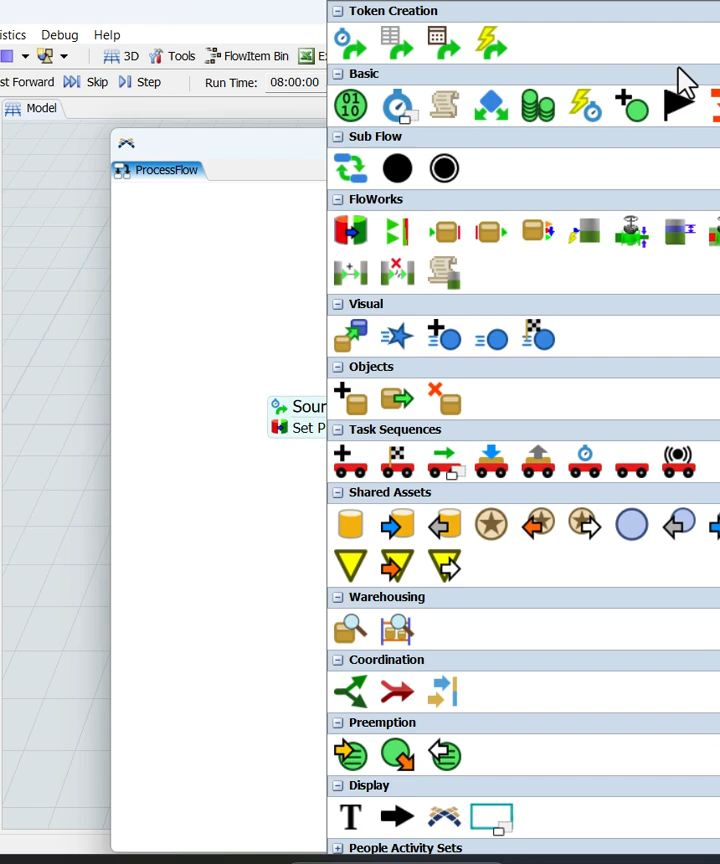 Token Creation
istics Debug Help
3D Tools FlowItem Bin
Basic
st Forward Skip Step Run Time: 08:00:00
01
10
Model
Sub Flow
ProcessFlow
FloWorks
Visual
Objects
Sour
Set P
Task Sequences
Shared Assets
Warehousing
Coordination
Preemption
Display
T
People Activity Sets